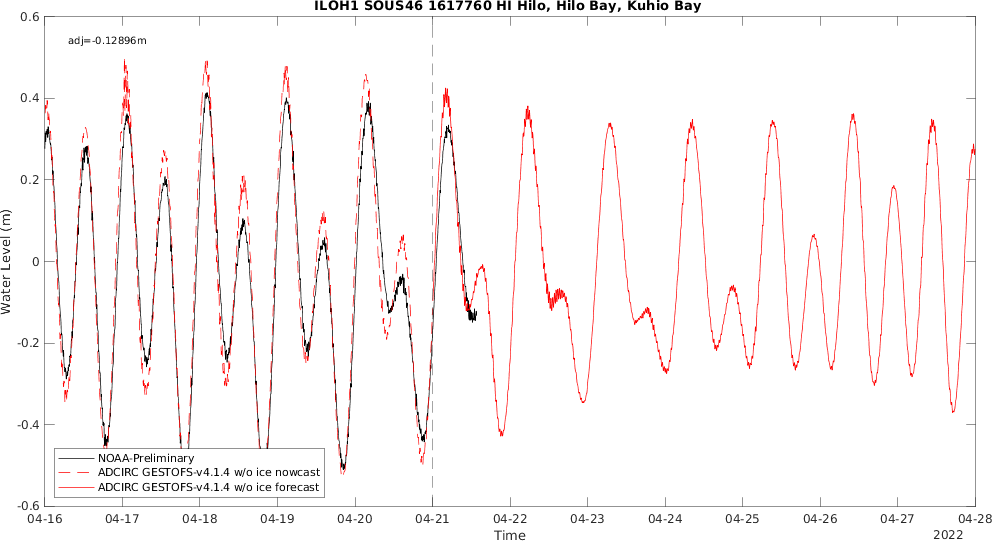 ILOH1 SOUS46 1617760 HI Hilo, Hilo Bay, Kuhio Bay
adj=-0.12896m
0.6
0.4
0.2
0
-0.2
-0.4
-0.6
Water Level (m)
NOAA-Preliminary
ADCIRC GESTOFS-v4.1.4 w/o ice nowcast
ADCIRC GESTOFS-v4.1.4 w/o ice forecast
04-16 04-17 04-18 04-19 04-20 04-21 04-22 04-23 04-24 04-25 04-26 04-27 04-28
Time
2022